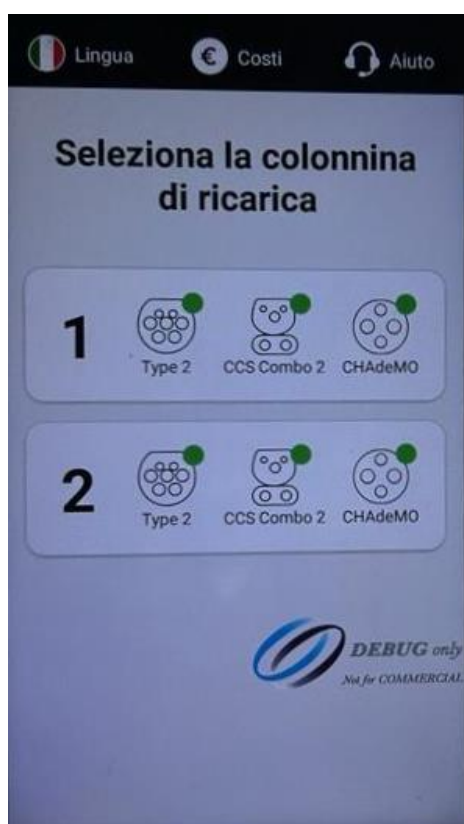 Lingua
€ Costi
Aiuto
Seleziona la colonnina
di ricarica
1
Type 2
CCS Combo 2
CHAdeMO
2
Type 2
CCS Combo 2
CHAdeMO
DEBUG only
Not for COMMERCIAL